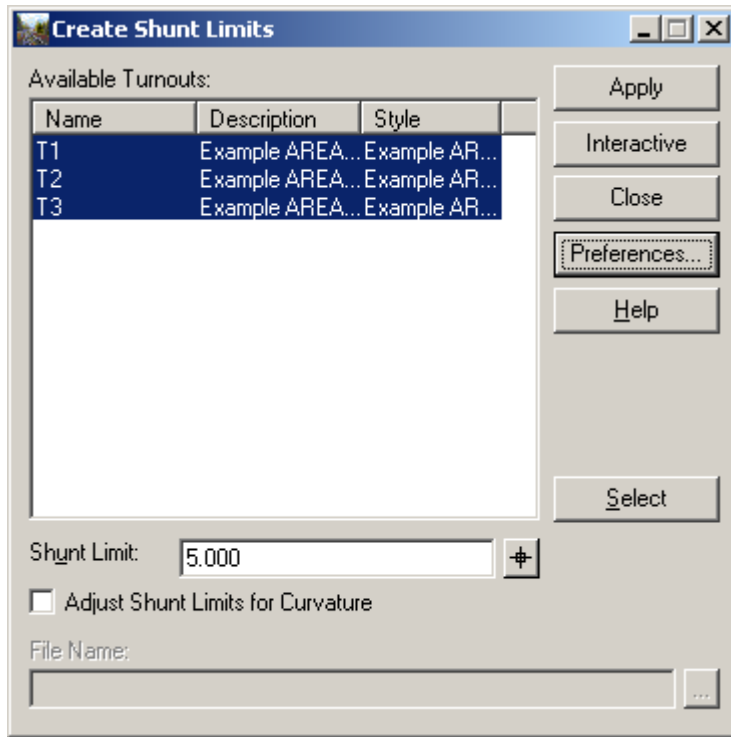 Create Shunt Limits
Available Turnouts:
Name Description Style
T1 Example AREA... Example AR...
T2 Example AREA... Example AR...
T3 Example AREA... Example AR...
Apply
Interactive
Close
Preferences...
Help
Select
Shunt Limit: 5.000
Adjust Shunt Limits for Curvature
File Name:
...